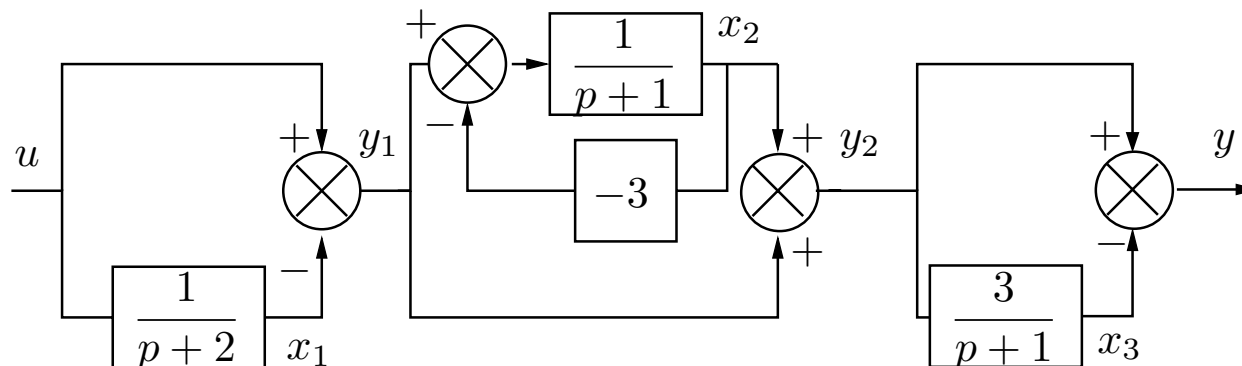 +
1
x₂
p + 1
u
+
y₁
−
−3
+
y₂
+
y
−
+
−
1
p + 2
x₁
3
p + 1
x₃